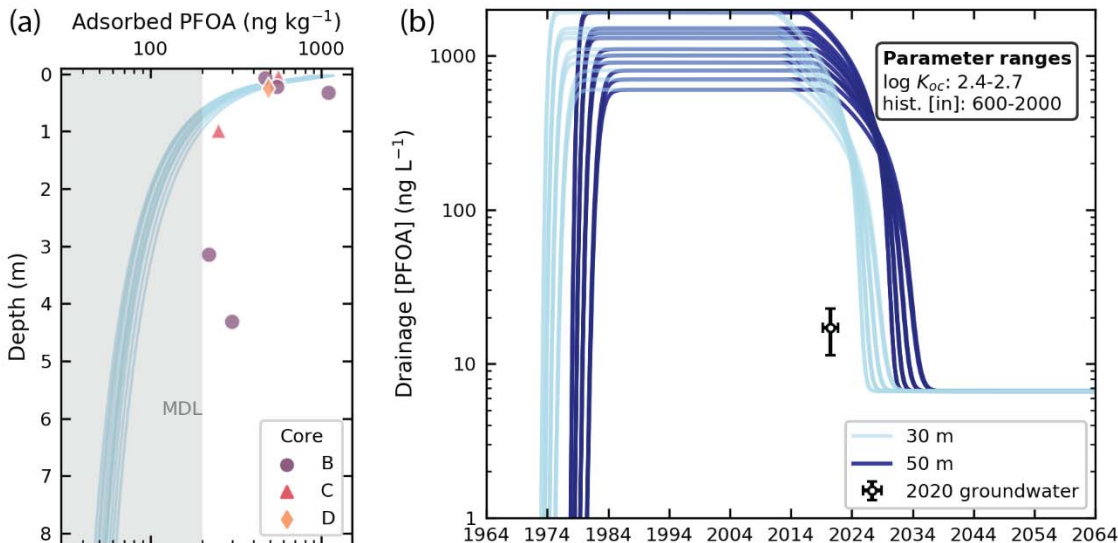 (a)
Adsorbed PFOA (ng kg⁻¹)
100
1000
0
1
2
3
4
5
6
7
8
Depth (m)
MDL
Core
B
C
D
(b)
Drainage [PFOA] (ng L⁻¹)
1000
100
10
1
Parameter ranges
log Koc: 2.4-2.7
hist. [in]: 600-2000
30 m
50 m
2020 groundwater
1964 1974 1984 1994 2004 2014 2024 2034 2044 2054 2064